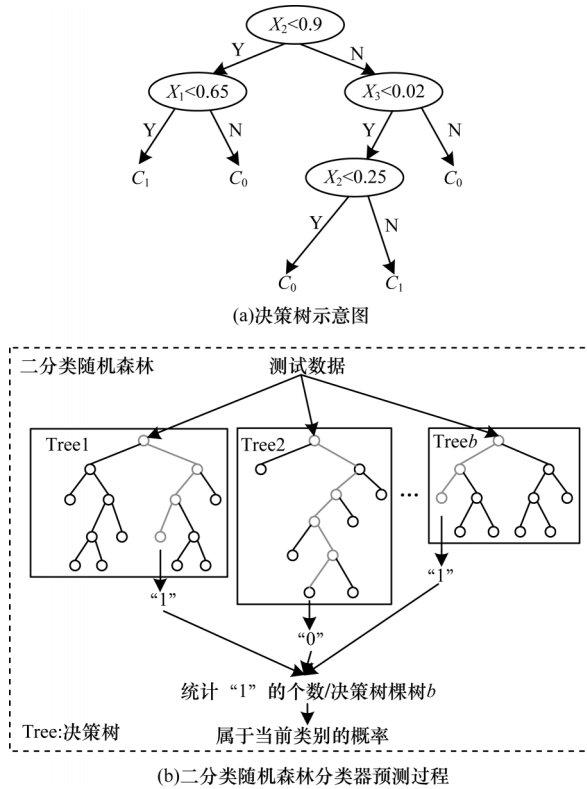 X₂<0.9
Y N
X₁<0.65 X₃<0.02
Y N Y N
C₁ C₀ X₂<0.25 C₀
Y N
C₀ C₁
(a)决策树示意图
二分类随机森林 测试数据
Tree1 Tree2 Treeb
...
“1” “0” “1”
统计“1”的个数/决策树棵树b
Tree:决策树 属于当前类别的概率
(b)二分类随机森林分类器预测过程